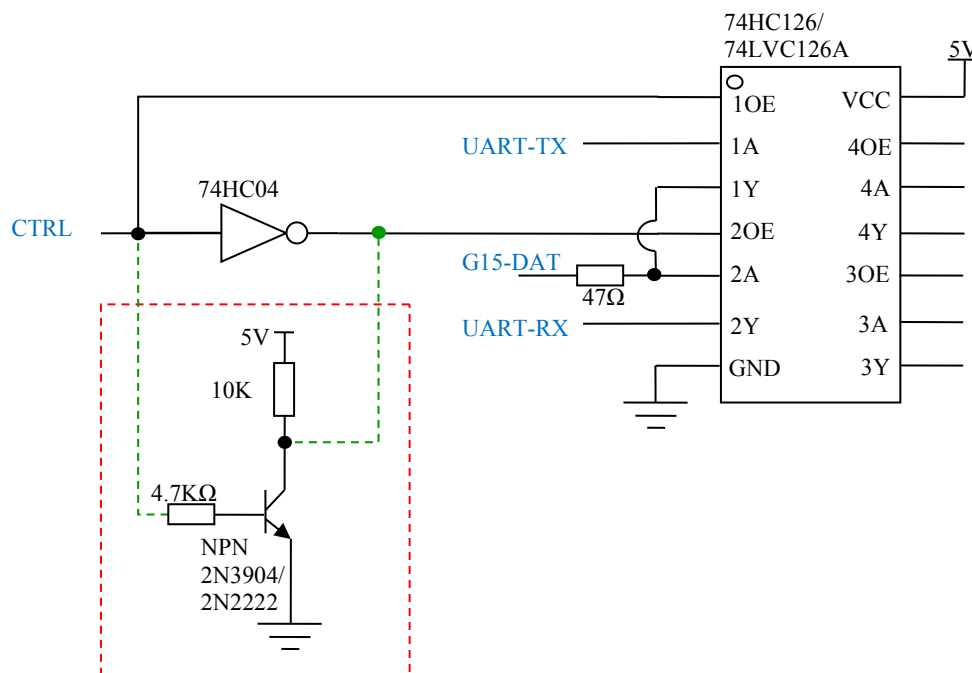 74HC126/
74LVC126A
5V
1OE
VCC
UART-TX
1A
4OE
74HC04
1Y
4A
CTRL
2OE
4Y
G15-DAT
2A
3OE
47Ω
UART-RX
2Y
3A
5V
GND
3Y
10K
4.7KΩ
NPN
2N3904/
2N2222